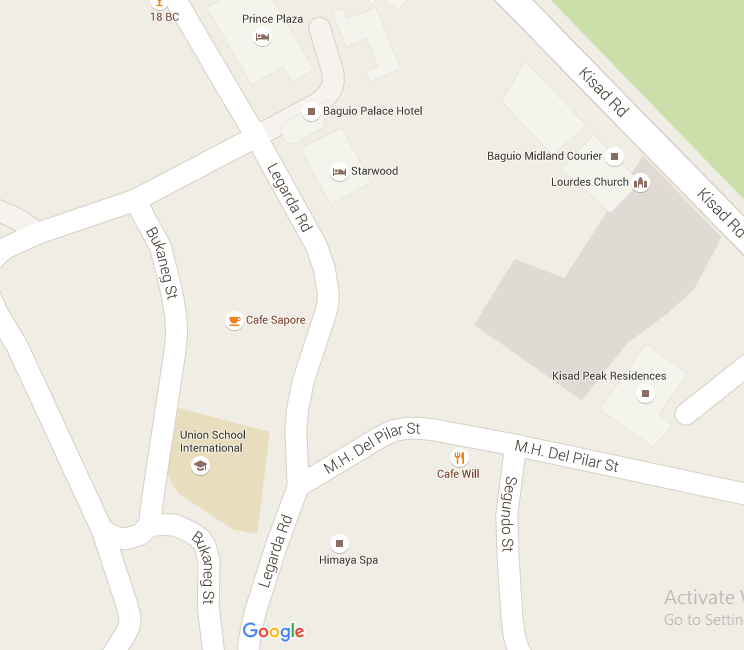 Prince Plaza
18 BC
Kisad Rd
Baguio Palace Hotel
Baguio Midland Courier
Starwood
Lourdes Church
Legarda Rd
Kisad Rd
Bukaneg St
Cafe Sapore
Kisad Peak Residences
Union School
International
M.H. Del Pilar St
M.H. Del Pilar St
Cafe Will
Segundo St
Legarda Rd
Bukaneg St
Himaya Spa
Activate
Go to
Google